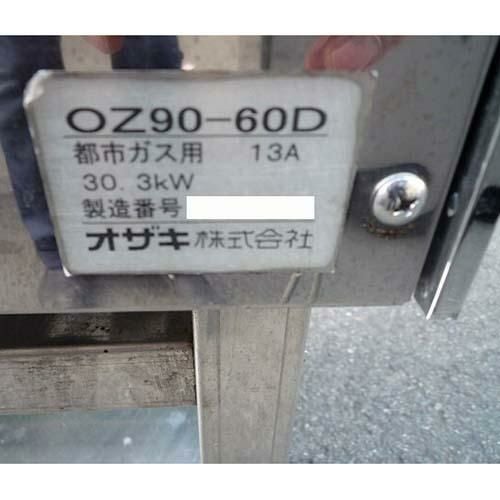 OZ90-60D
都市ガス用 13A
30.3kW
製造番号
オザキ株式会社